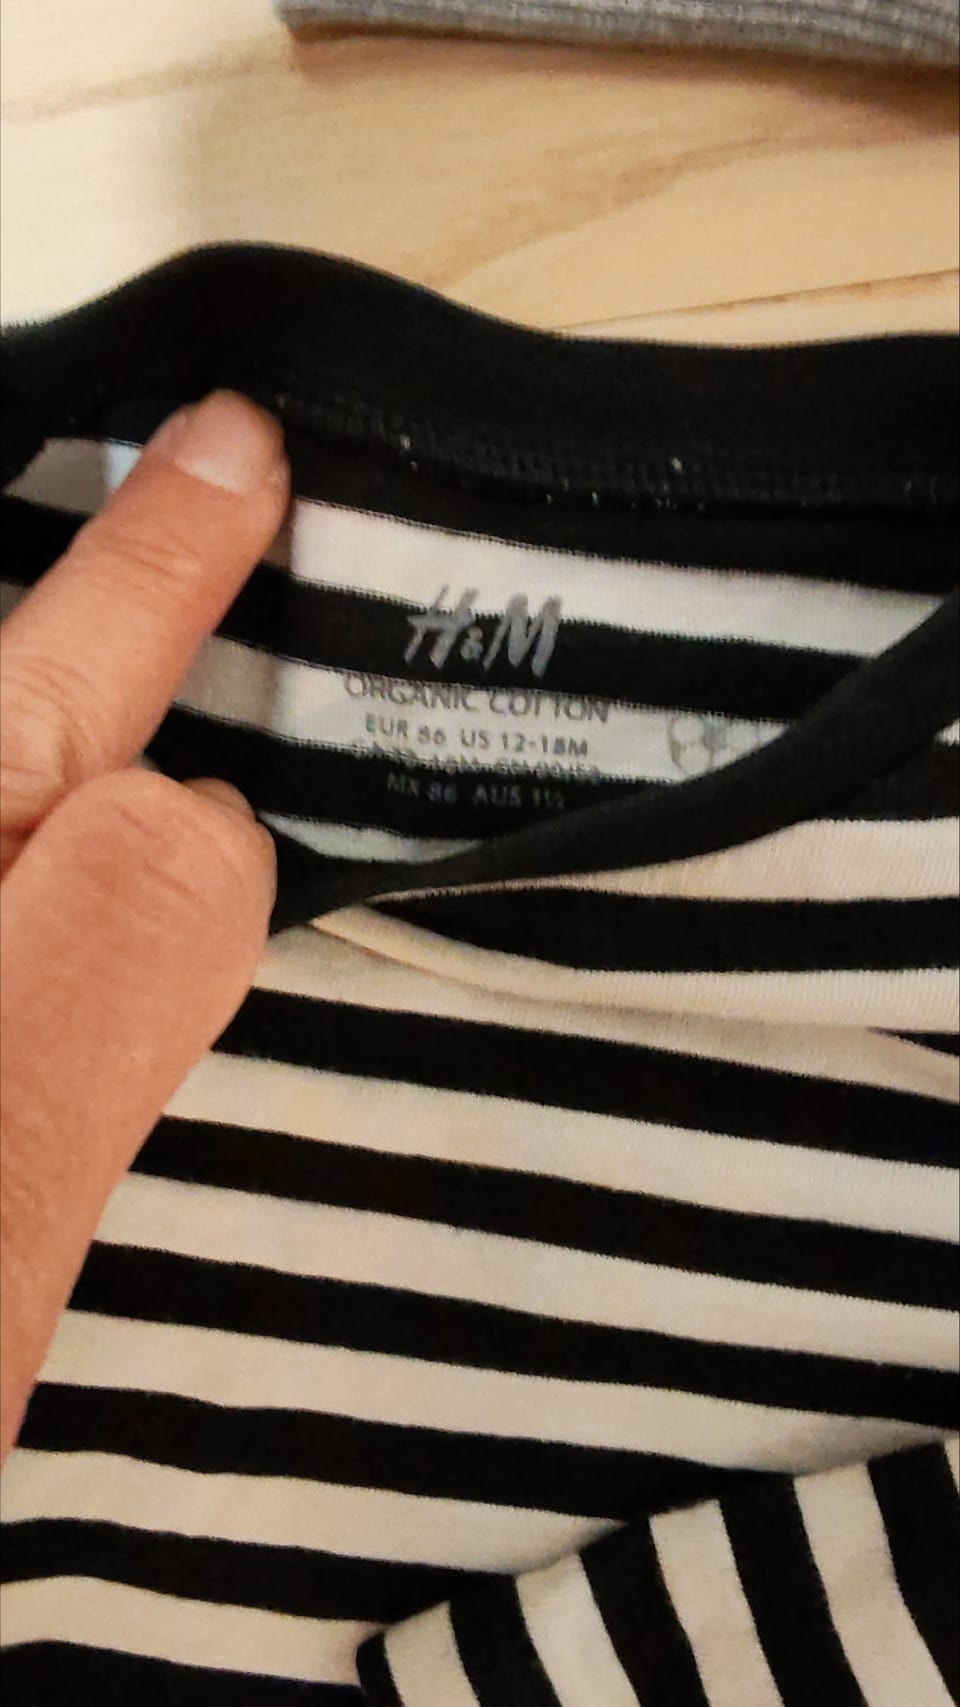 H&M
ORGANIC COTTON
EUR 86 US 12-18M
MX 86 AUS 1½